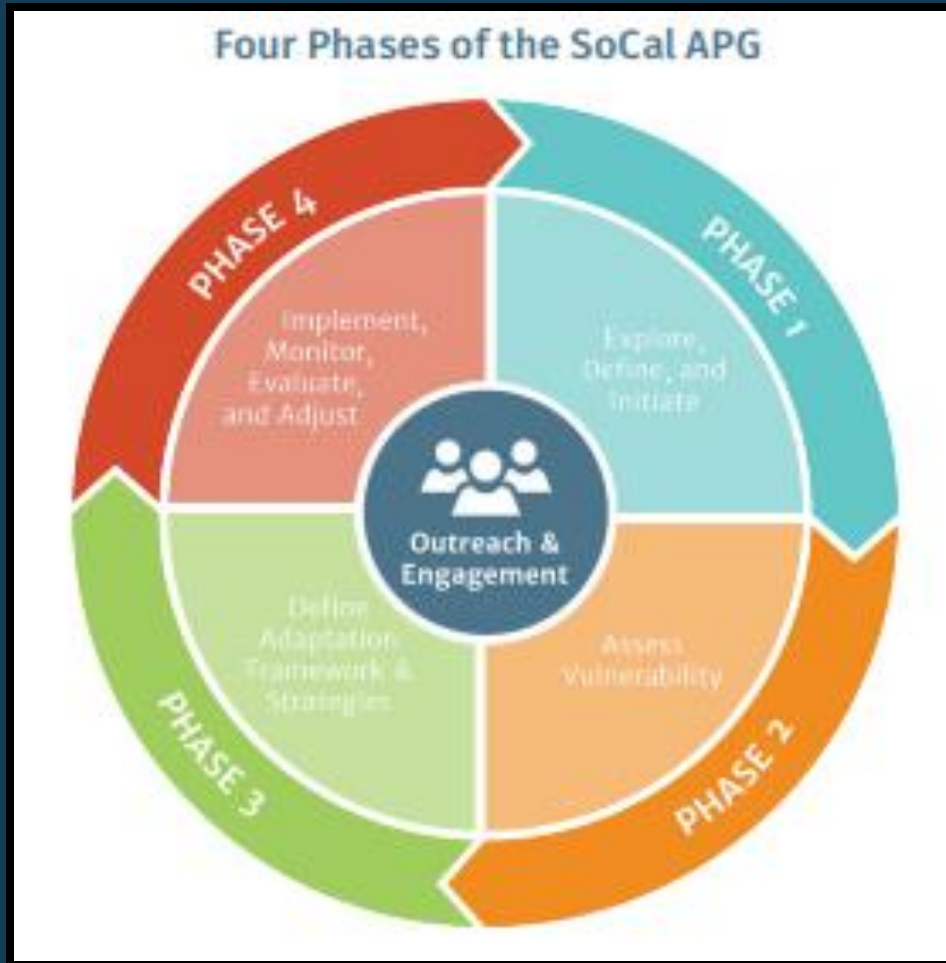 Four Phases of the SoCal APG
PHASE 1
Explore,
Define, and
Initiate
PHASE 2
Assess
Vulnerability
PHASE 3
Define
Adaptation
Framework &
Strategies
PHASE 4
Implement,
Monitor,
Evaluate,
and Adjust
Outreach &
Engagement